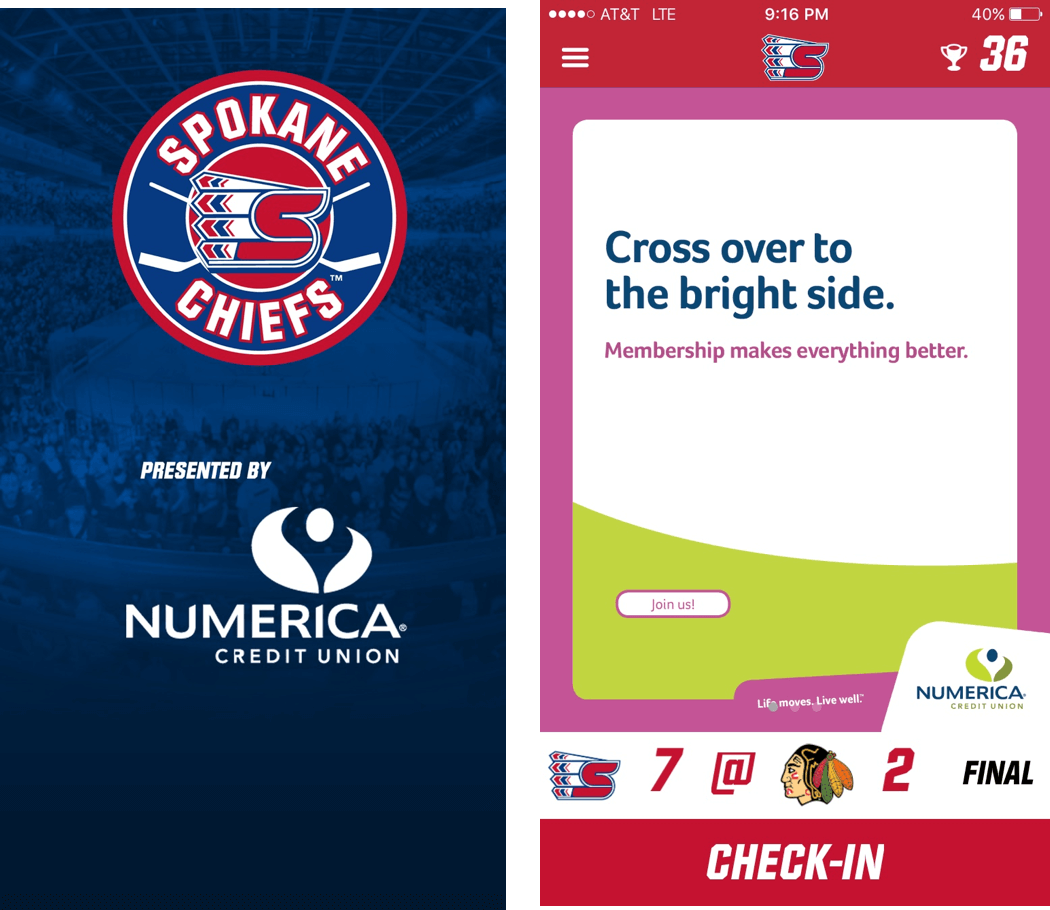 SPOKANE
CHIEFS™
PRESENTED BY
NUMERICA®
CREDIT UNION
AT&T LTE 9:16 PM 40%
36
Cross over to
the bright side.
Membership makes everything better.
Join us!
Life moves. Live well.™
NUMERICA®
CREDIT UNION
7 @ 2 FINAL
CHECK-IN